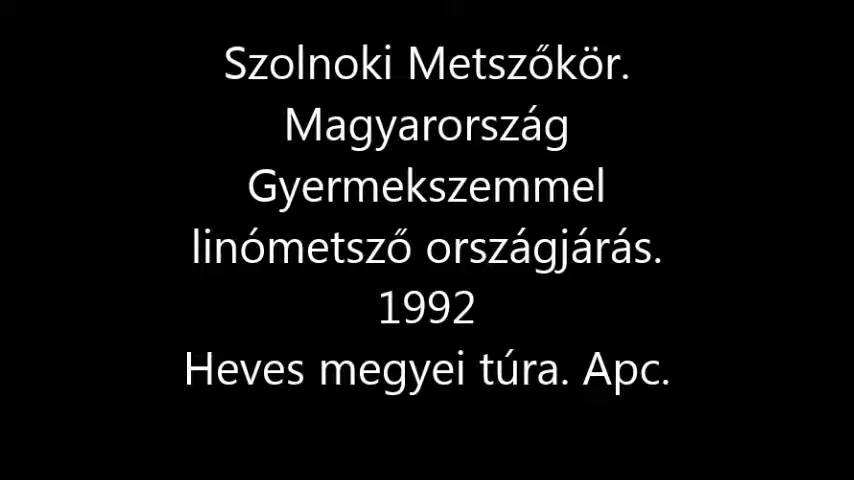 Szolnoki Metszőkör.
Magyarország
Gyermekszemmel
linómetsző országjárás.
1992
Heves megyei túra. Apc.